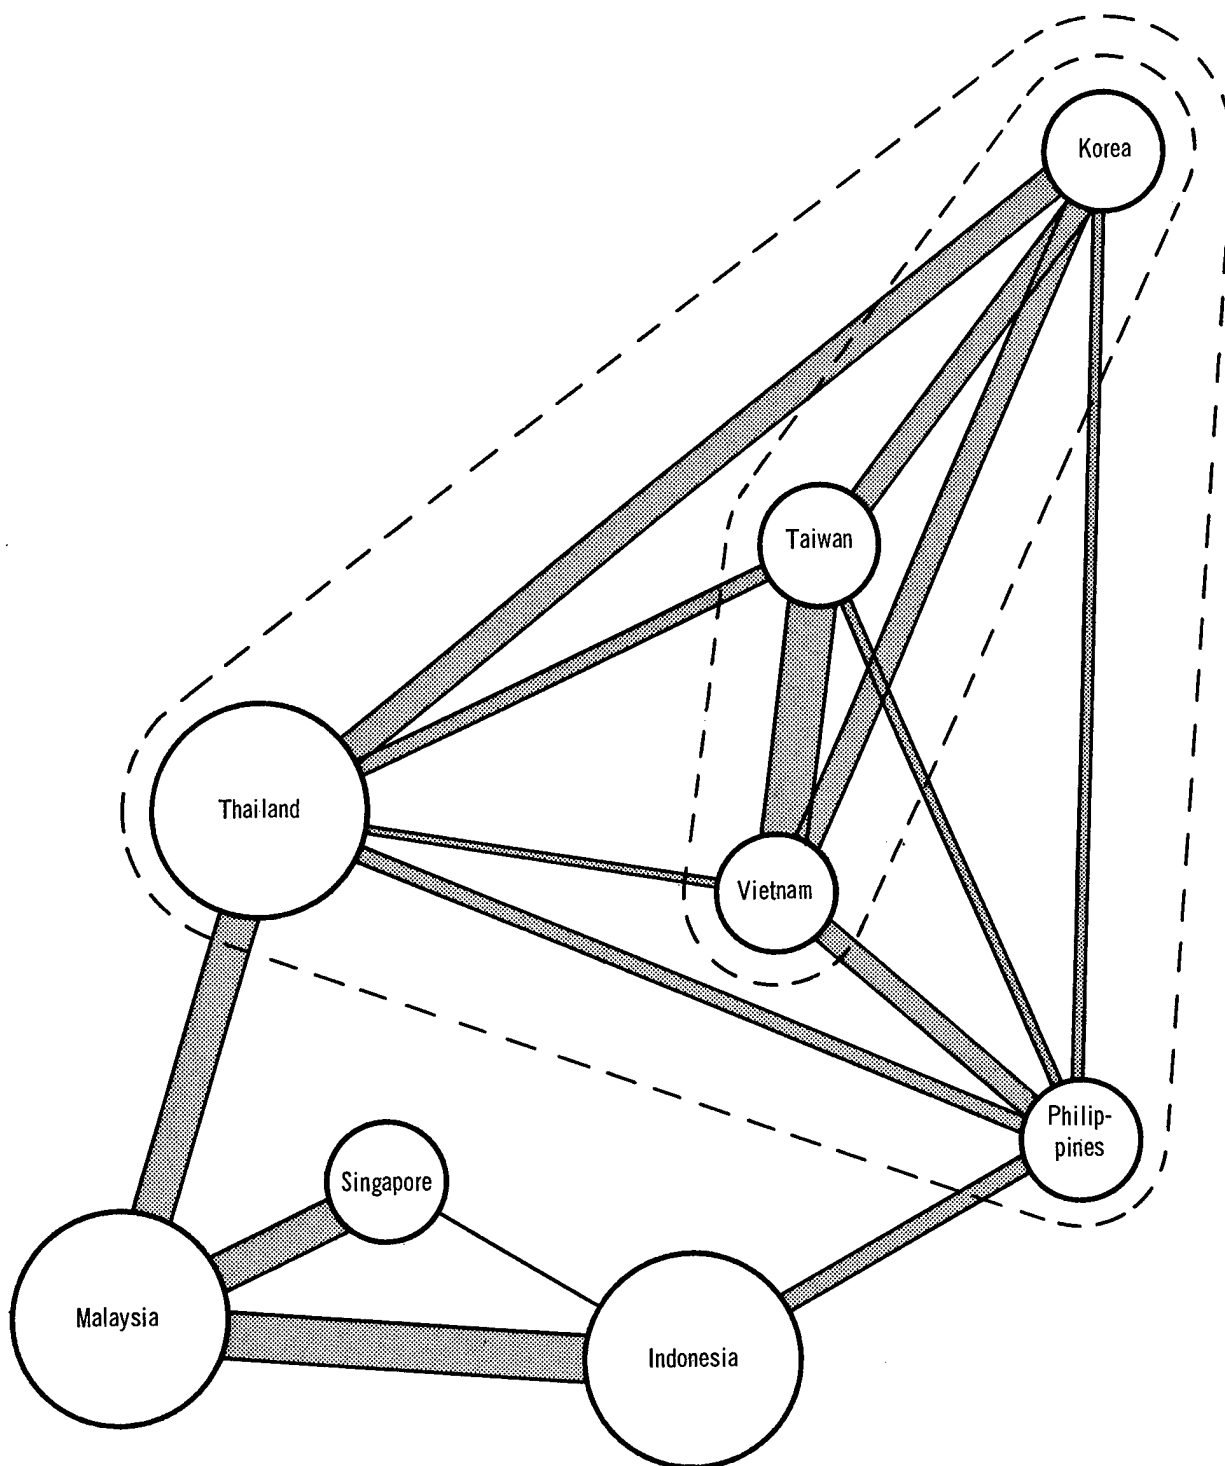 Korea
Taiwan
Thailand
Vietnam
Philip-
pines
Singapore
Malaysia
Indonesia